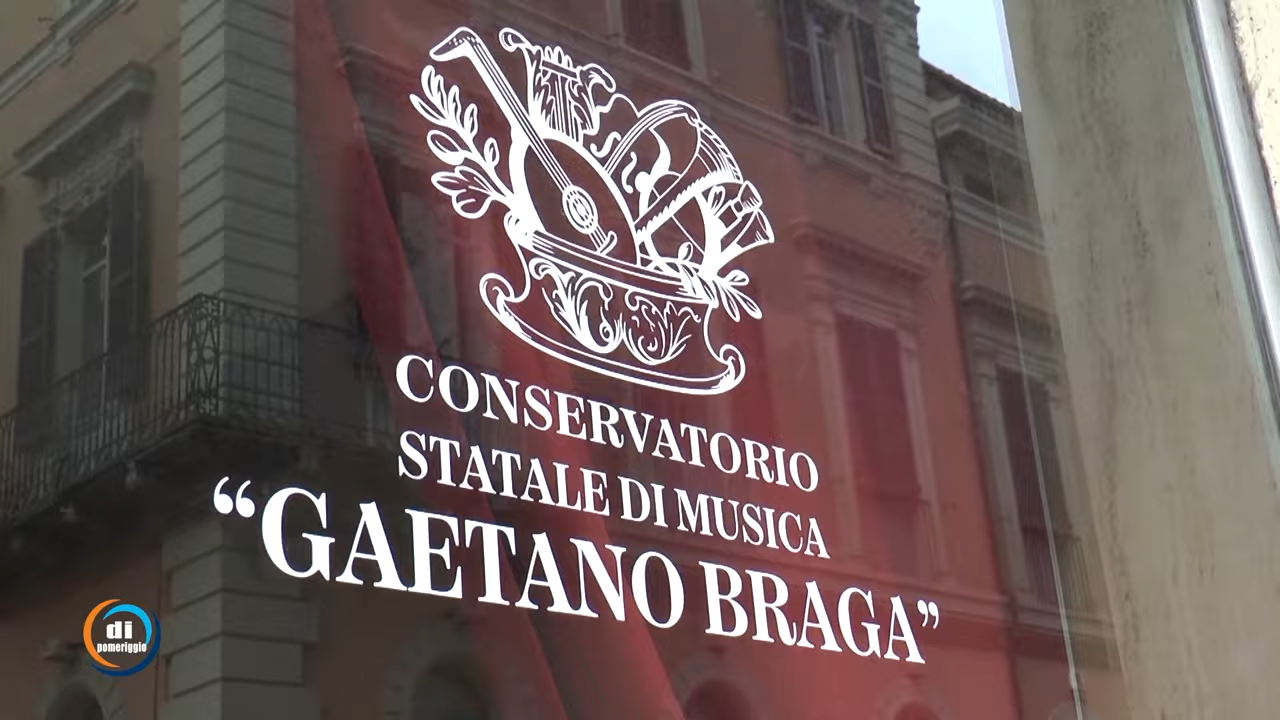 CONSERVATORIO
STATALE DI MUSICA
“GAETANO BRAGA”
di
pomeriggio